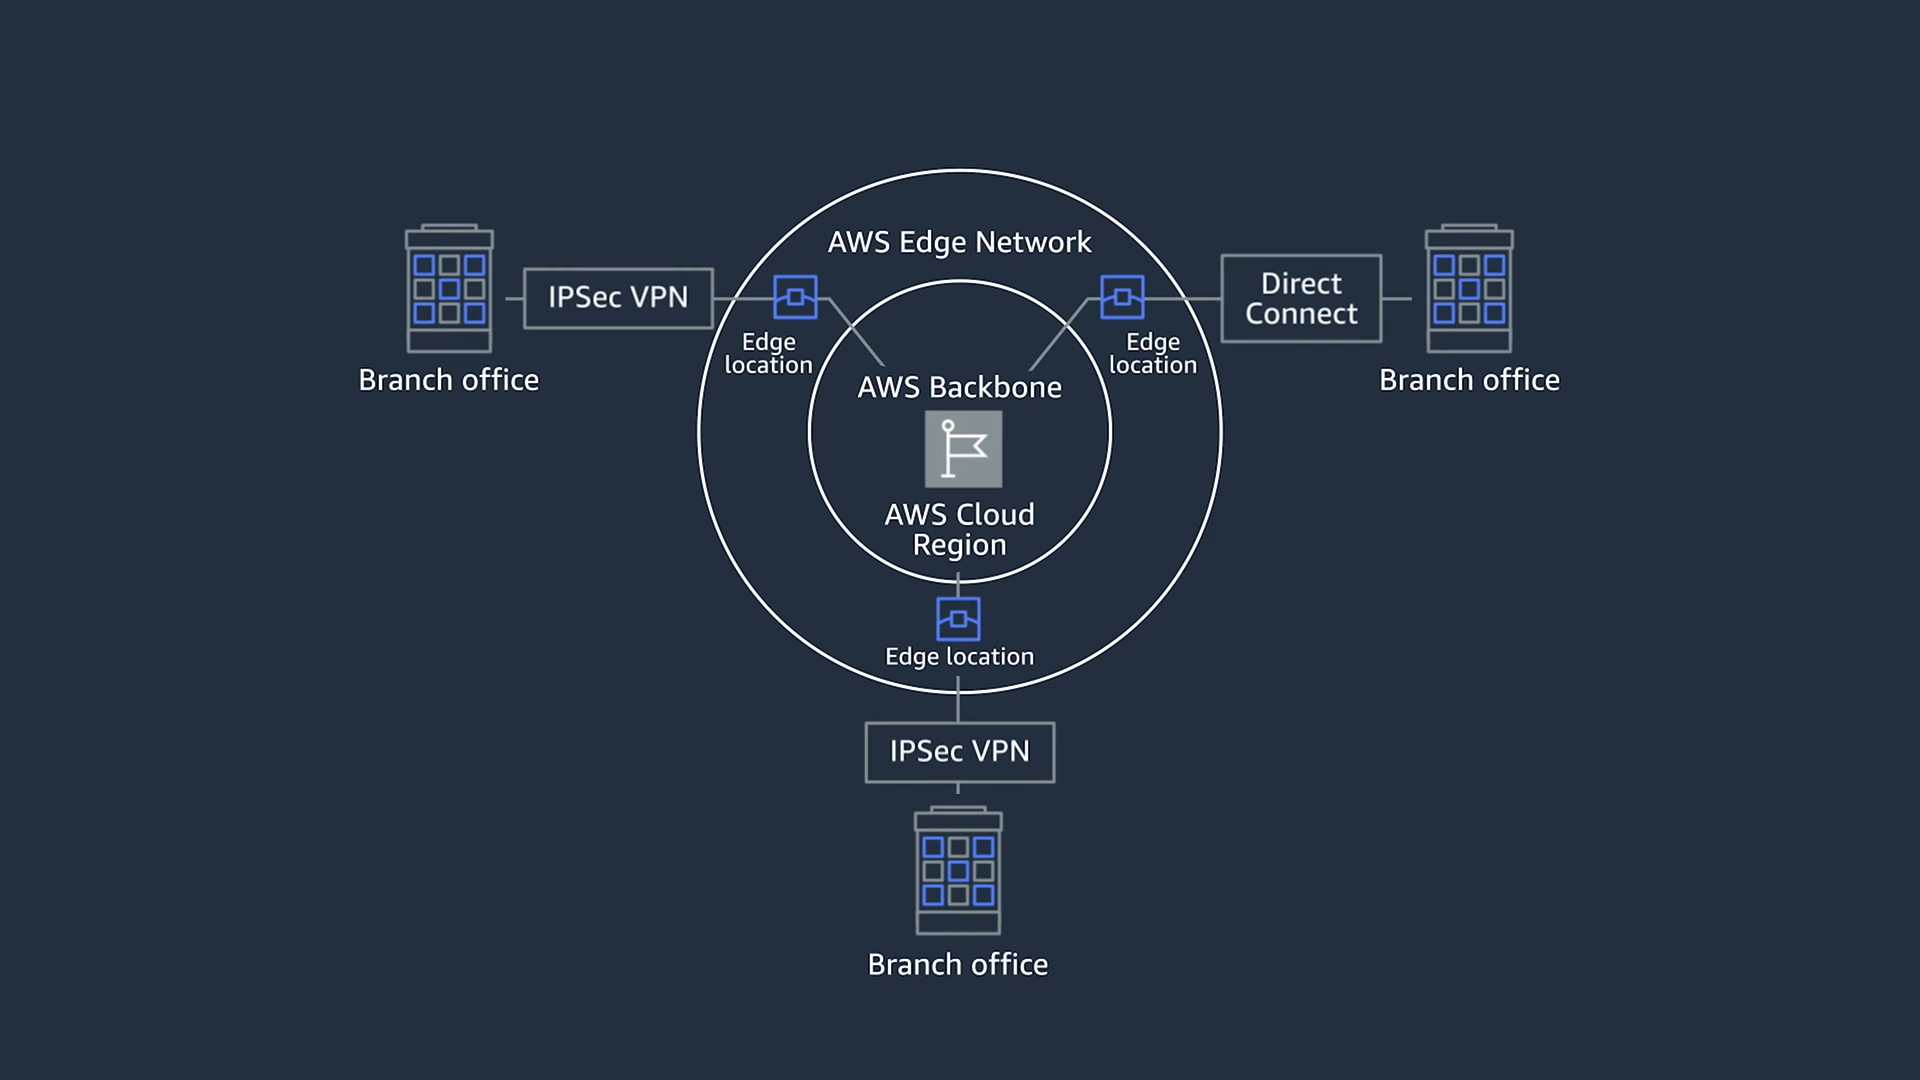 AWS Edge Network
IPSec VPN
Direct
Connect
Edge
location
Edge
location
Branch office
AWS Backbone
Branch office
AWS Cloud
Region
Edge location
IPSec VPN
Branch office